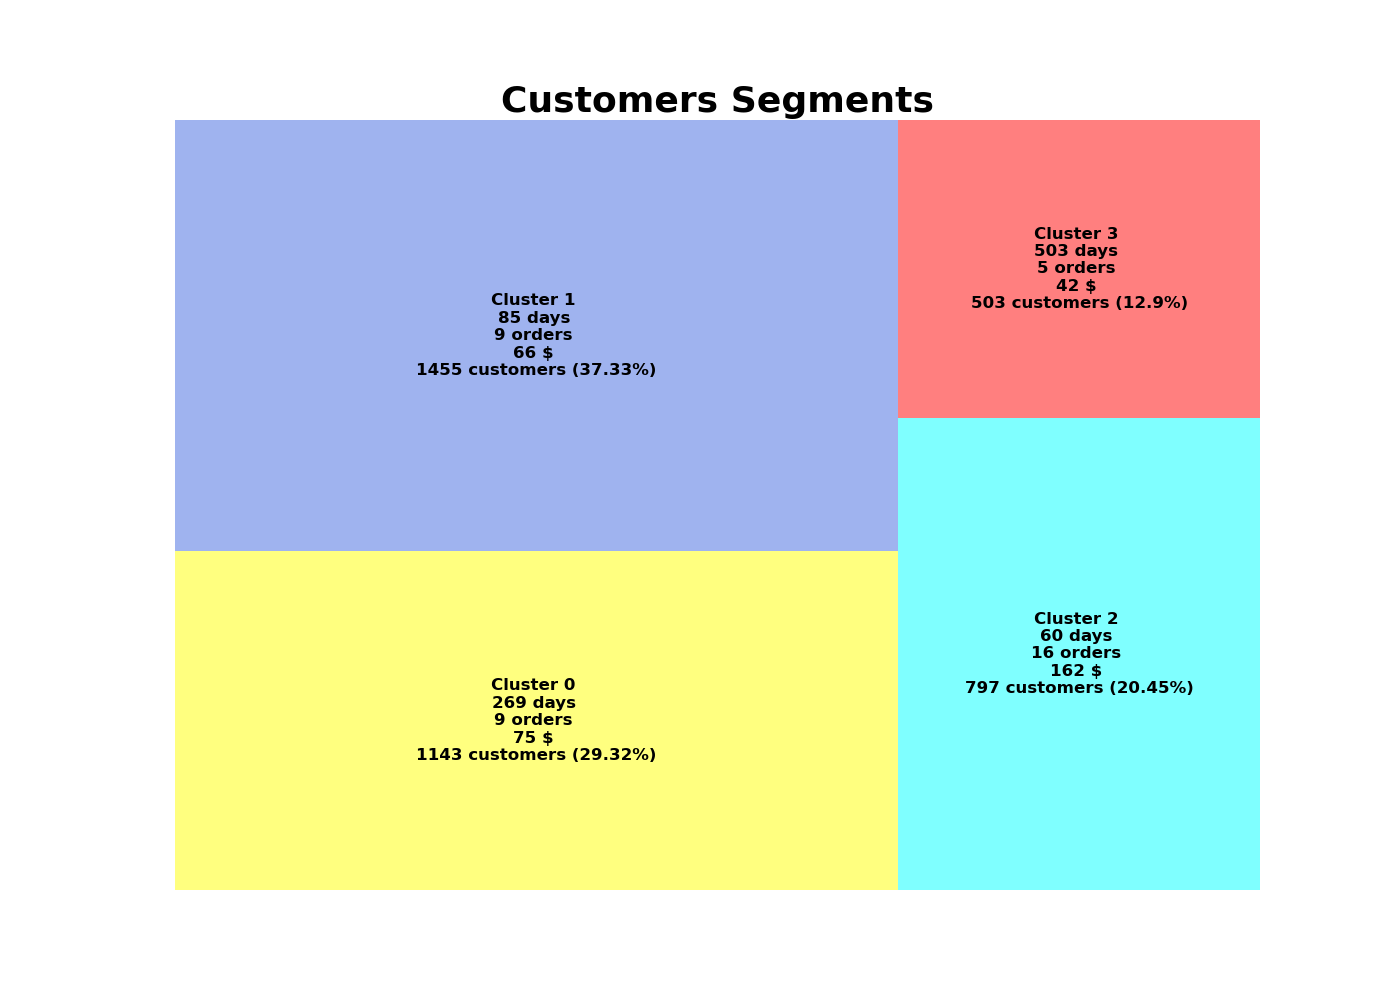 Customers Segments
Cluster 1
85 days
9 orders
66 $
1455 customers (37.33%)
Cluster 3
503 days
5 orders
42 $
503 customers (12.9%)
Cluster 0
269 days
9 orders
75 $
1143 customers (29.32%)
Cluster 2
60 days
16 orders
162 $
797 customers (20.45%)